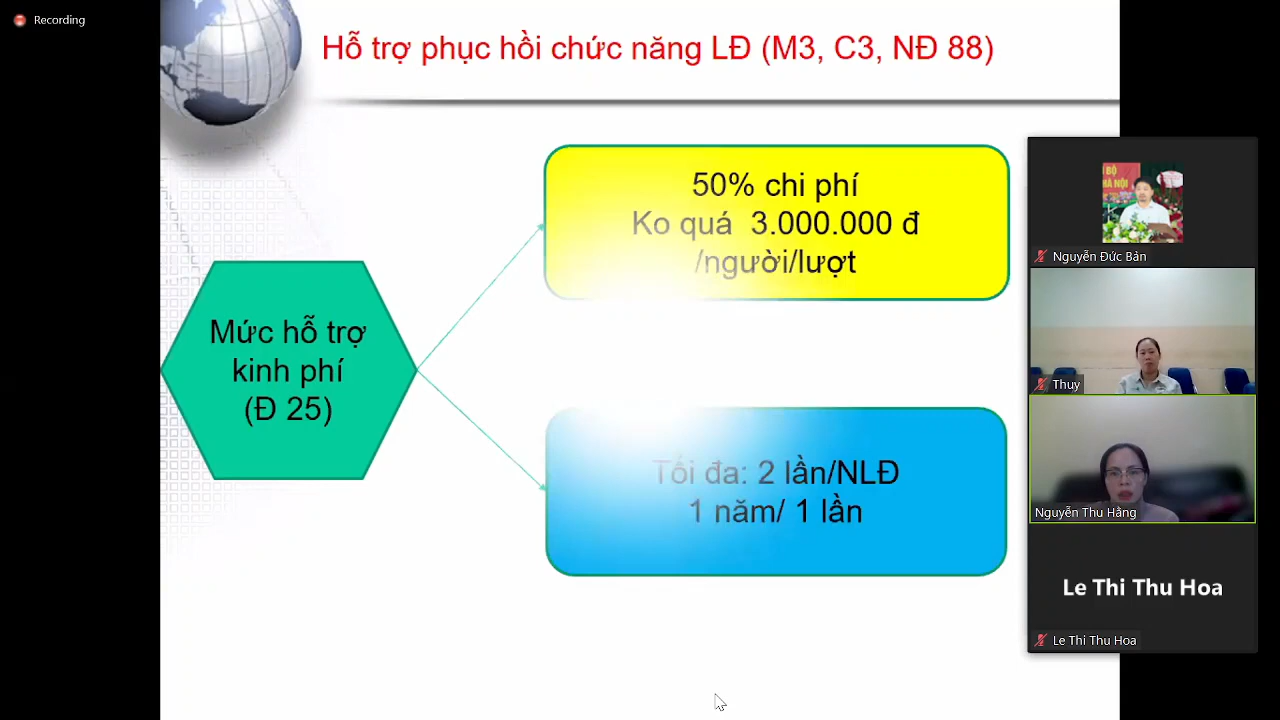 Recording
Hỗ trợ phục hồi chức năng LĐ (M3, C3, NĐ 88)
50% chi phí
Ko quá 3.000.000 đ
/người/lượt
Mức hỗ trợ
kinh phí
(Đ 25)
Tối đa: 2 lần/NLĐ
1 năm/ 1 lần
Nguyễn Đức Bản
Thuy
Nguyễn Thu Hằng
Le Thi Thu Hoa
Le Thi Thu Hoa